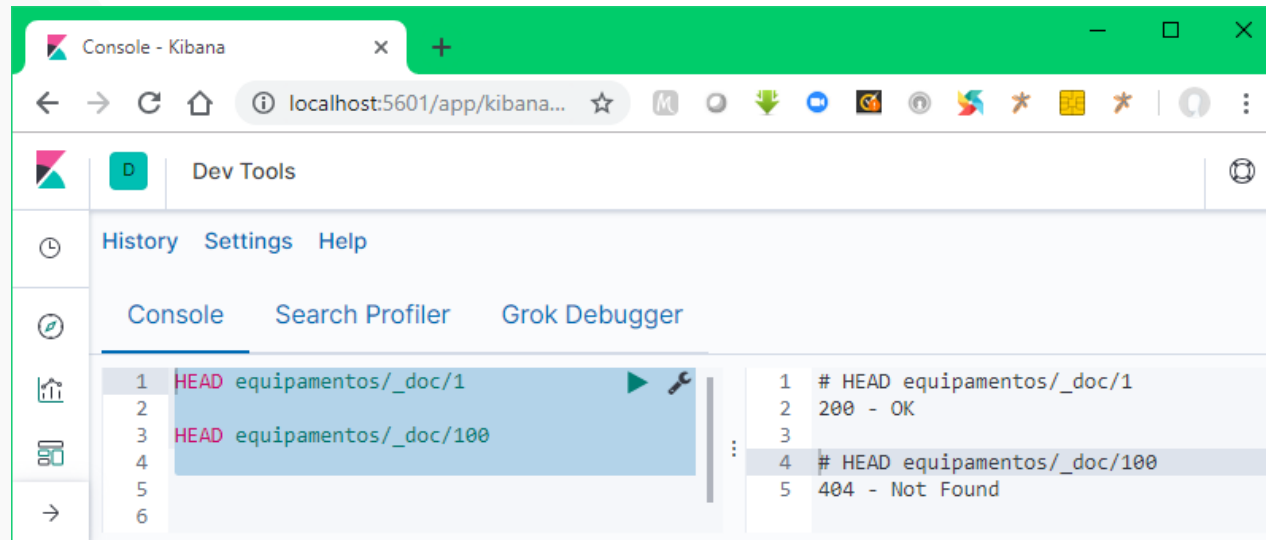 Console - Kibana
localhost:5601/app/kibana...
D Dev Tools
History Settings Help
Console Search Profiler Grok Debugger
1 HEAD equipamentos/_doc/1
2
3 HEAD equipamentos/_doc/100
4
5
6
1 # HEAD equipamentos/_doc/1
2 200 - OK
3
4 # HEAD equipamentos/_doc/100
5 404 - Not Found